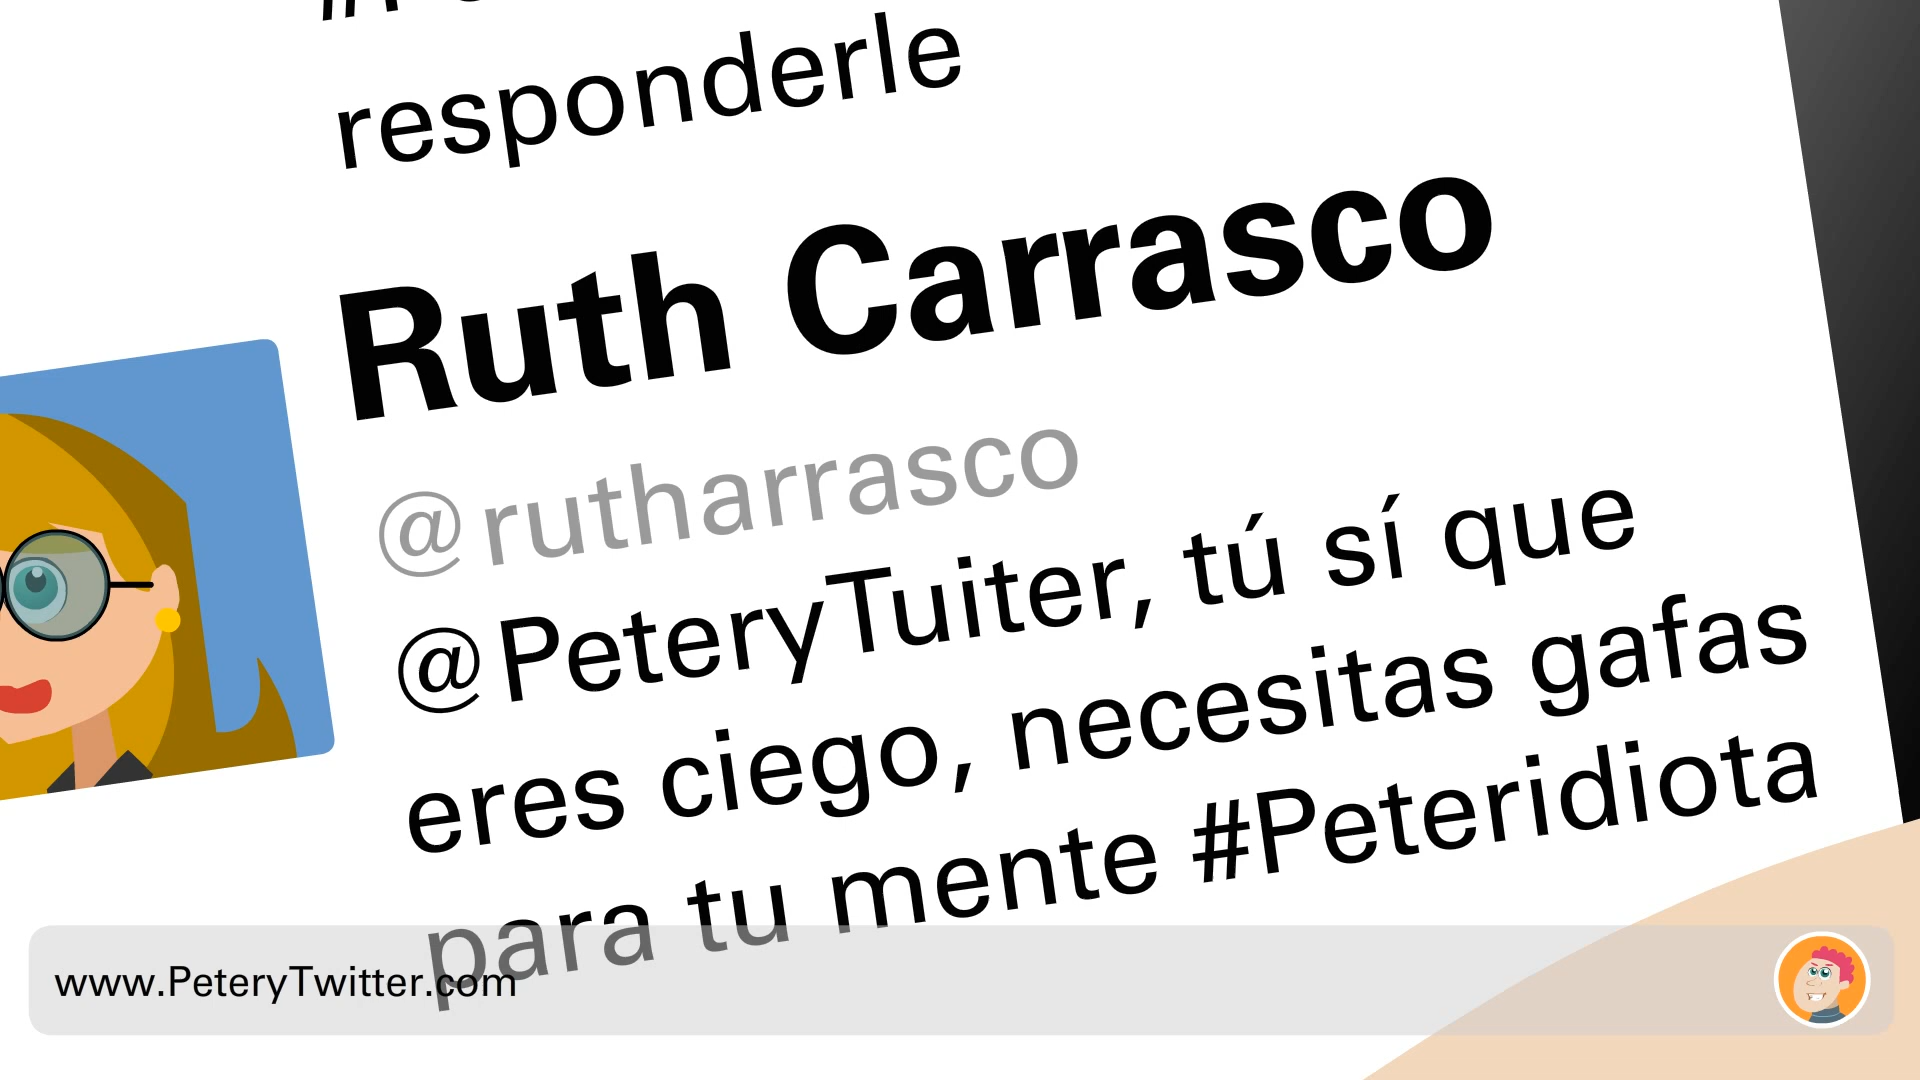 responderle
Ruth Carrasco
@rutharrasco
@PeteryTuiter, tú sí que
eres ciego, necesitas gafas
para tu mente #Peteridiota
www.PeteryTwitter.com